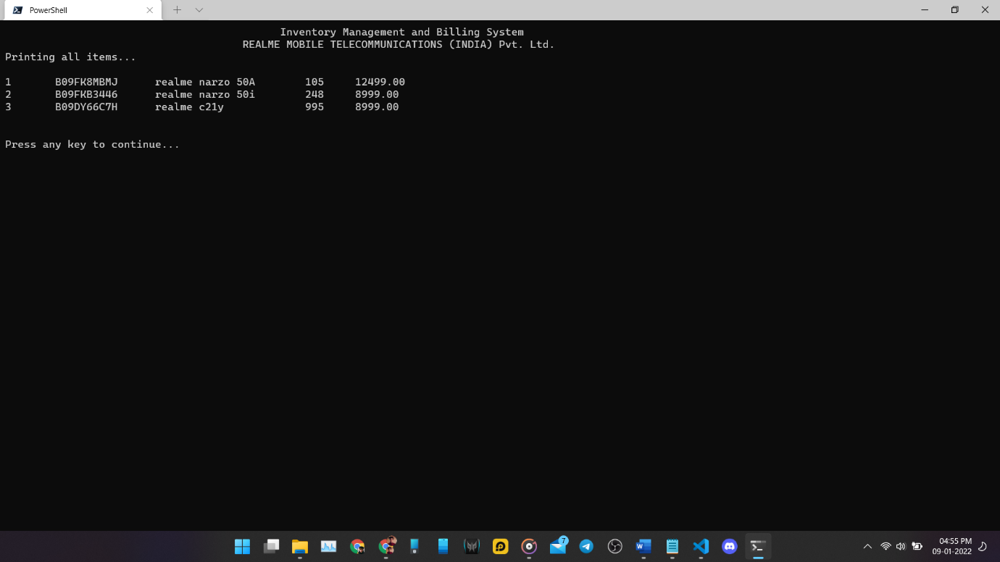 PowerShell
Inventory Management and Billing System
REALME MOBILE TELECOMMUNICATIONS (INDIA) Pvt. Ltd.
Printing all items...
1 B09FK8MBMJ realme narzo 50A 105 12499.00
2 B09FKB3446 realme narzo 50i 248 8999.00
3 B09DY66C7H realme c21y 995 8999.00
Press any key to continue...
7
04:55 PM
09-01-2022